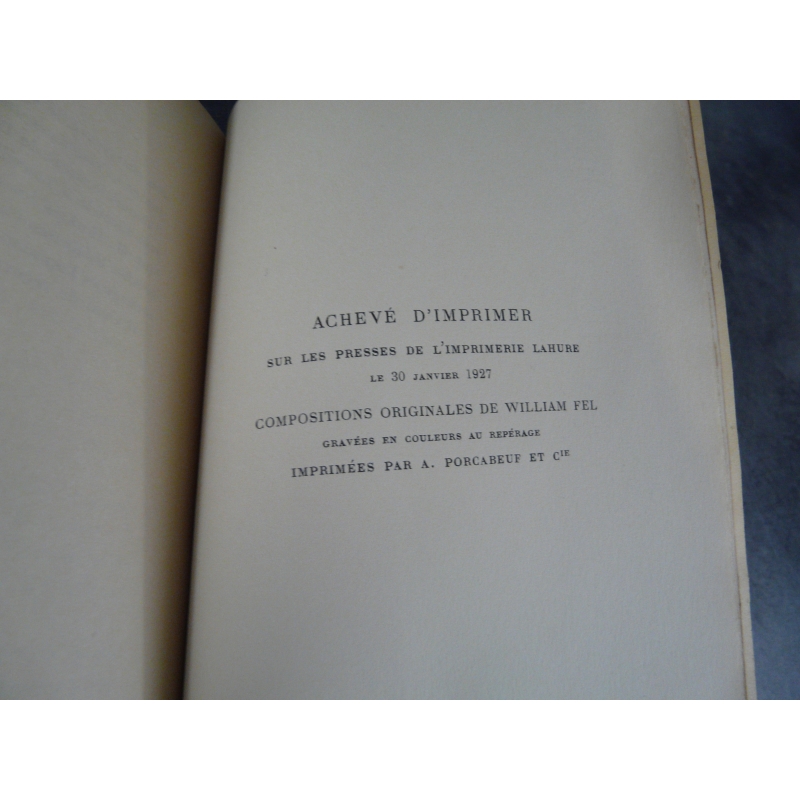 ACHEVÉ D'IMPRIMER
SUR LES PRESSES DE L'IMPRIMERIE LAHURE
LE 30 JANVIER 1927
COMPOSITIONS ORIGINALES DE WILLIAM FEL
GRAVÉES EN COULEURS AU REPÉRAGE
IMPRIMÉES PAR A. PORCABEUF ET CIE